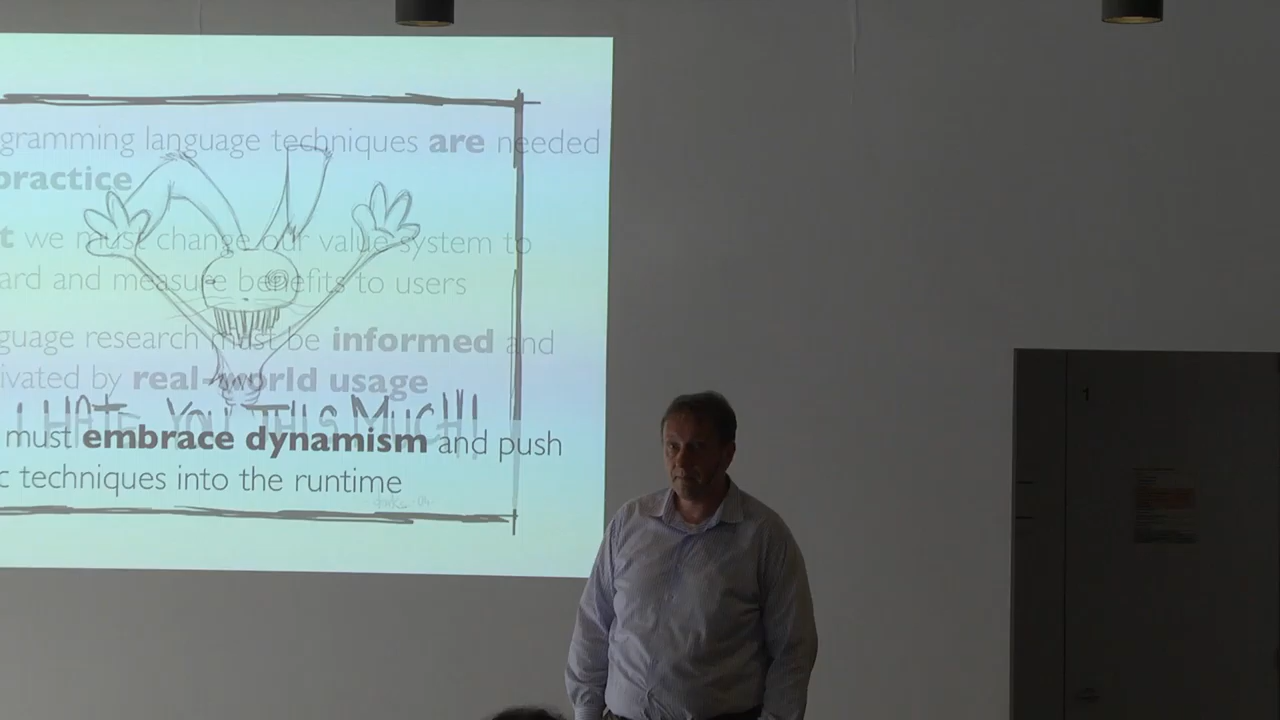 gramming language techniques are needed
practice
t we must change our value system to
ard and measure benefits to users
guage research must be informed and
ivated by real-world usage
I HATE YOU THIS MUCH!
must embrace dynamism and push
c techniques into the runtime
1